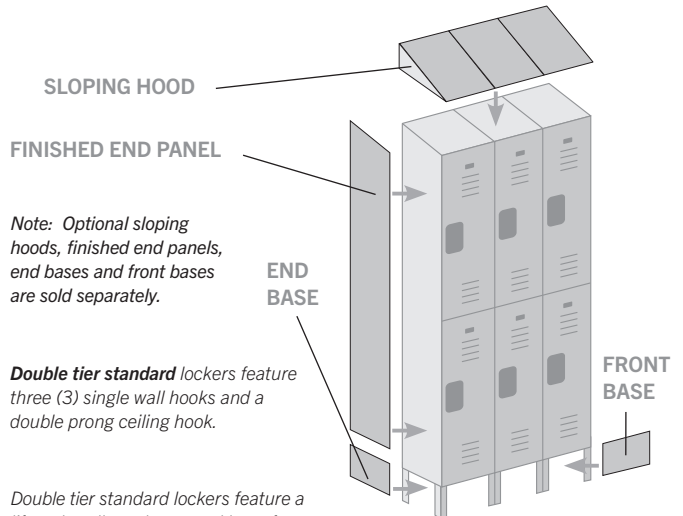 SLOPING HOOD
FINISHED END PANEL
Note: Optional sloping
hoods, finished end panels,
end bases and front bases
are sold separately.
END
BASE
Double tier standard lockers feature
three (3) single wall hooks and a
double prong ceiling hook.
FRONT
BASE
Double tier standard lockers feature a